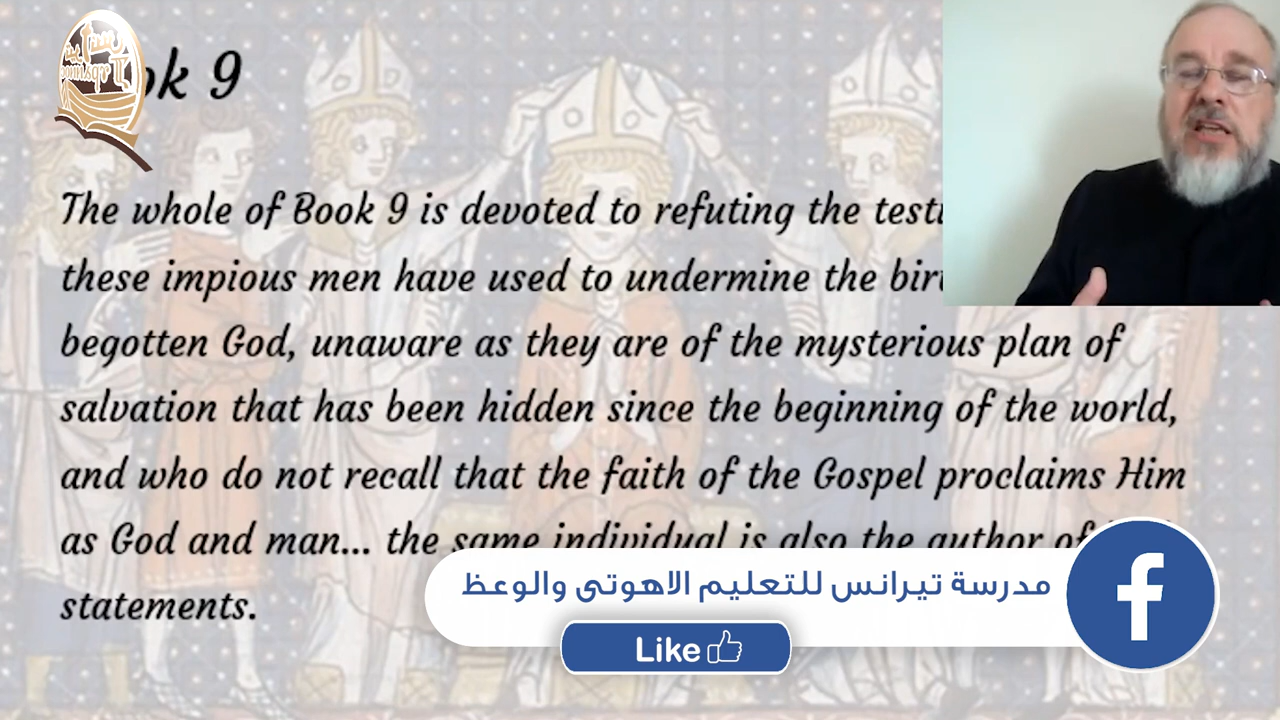 ok 9
The whole of Book 9 is devoted to refuting the
these impious men have used to undermine the
begotten God, unaware as they are of the mysterious plan of
salvation that has been hidden since the beginning of the world,
and who do not recall that the faith of the Gospel proclaims Him
as God and man... the same individual is also the author of
statements.
مدرسة تيرانس للتعليم الاهوتى والوعظ
Like